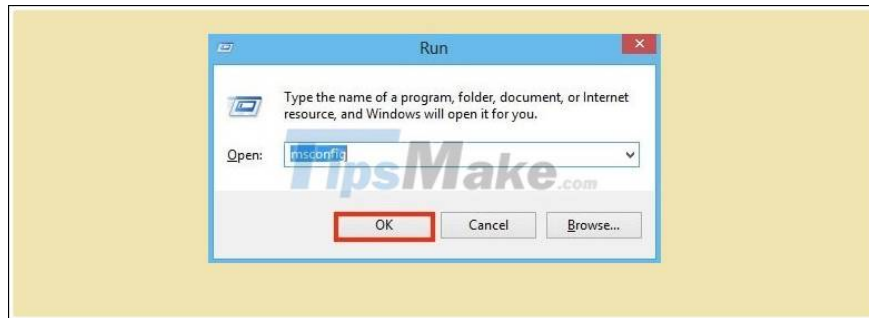 Run
Type the name of a program, folder, document, or Internet
resource, and Windows will open it for you.
Open:
msconfig
TipsMake.com
OK
Cancel
Browse...